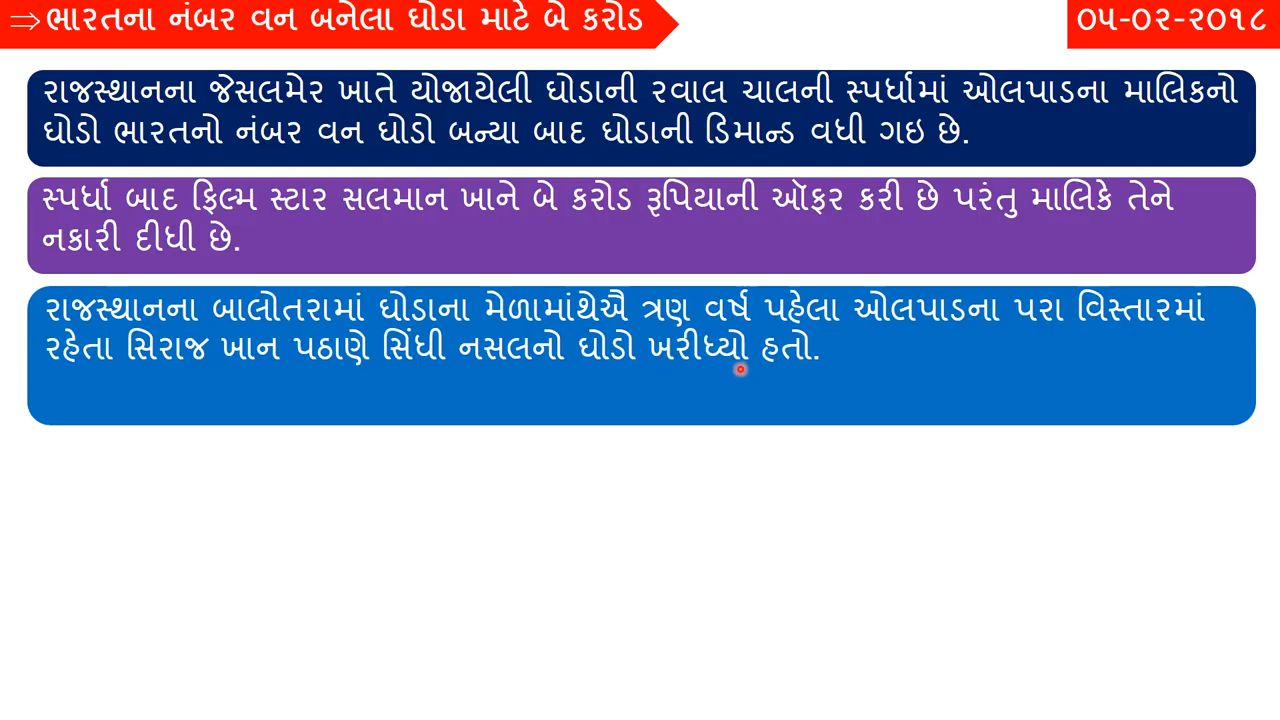 ⇒ભારતના નંબર વન બનેલા ઘોડા માટે બે કરોડ
૦૫-૦૨-૨૦૧૮
રાજસ્થાનના જેસલમેર ખાતે યોજાયેલી ઘોડાની રવાલ ચાલની સ્પર્ધામાં ઓલપાડના માલિકનો
ઘોડો ભારતનો નંબર વન ઘોડો બન્યા બાદ ઘોડાની ડિમાન્ડ વધી ગઇ છે.
સ્પર્ધા બાદ ફિલ્મ સ્ટાર સલમાન ખાને બે કરોડ રૂપિયાની ઑફર કરી છે પરંતુ માલિકે તેને
નકારી દીધી છે.
રાજસ્થાનના બાલોતરામાં ઘોડાના મેળામાંથેઐ ત્રણ વર્ષ પહેલા ઓલપાડના પરા વિસ્તારમાં
રહેતા સિરાજ ખાન પઠાણે સિંધી નસલનો ઘોડો ખરીધ્યો હતો.